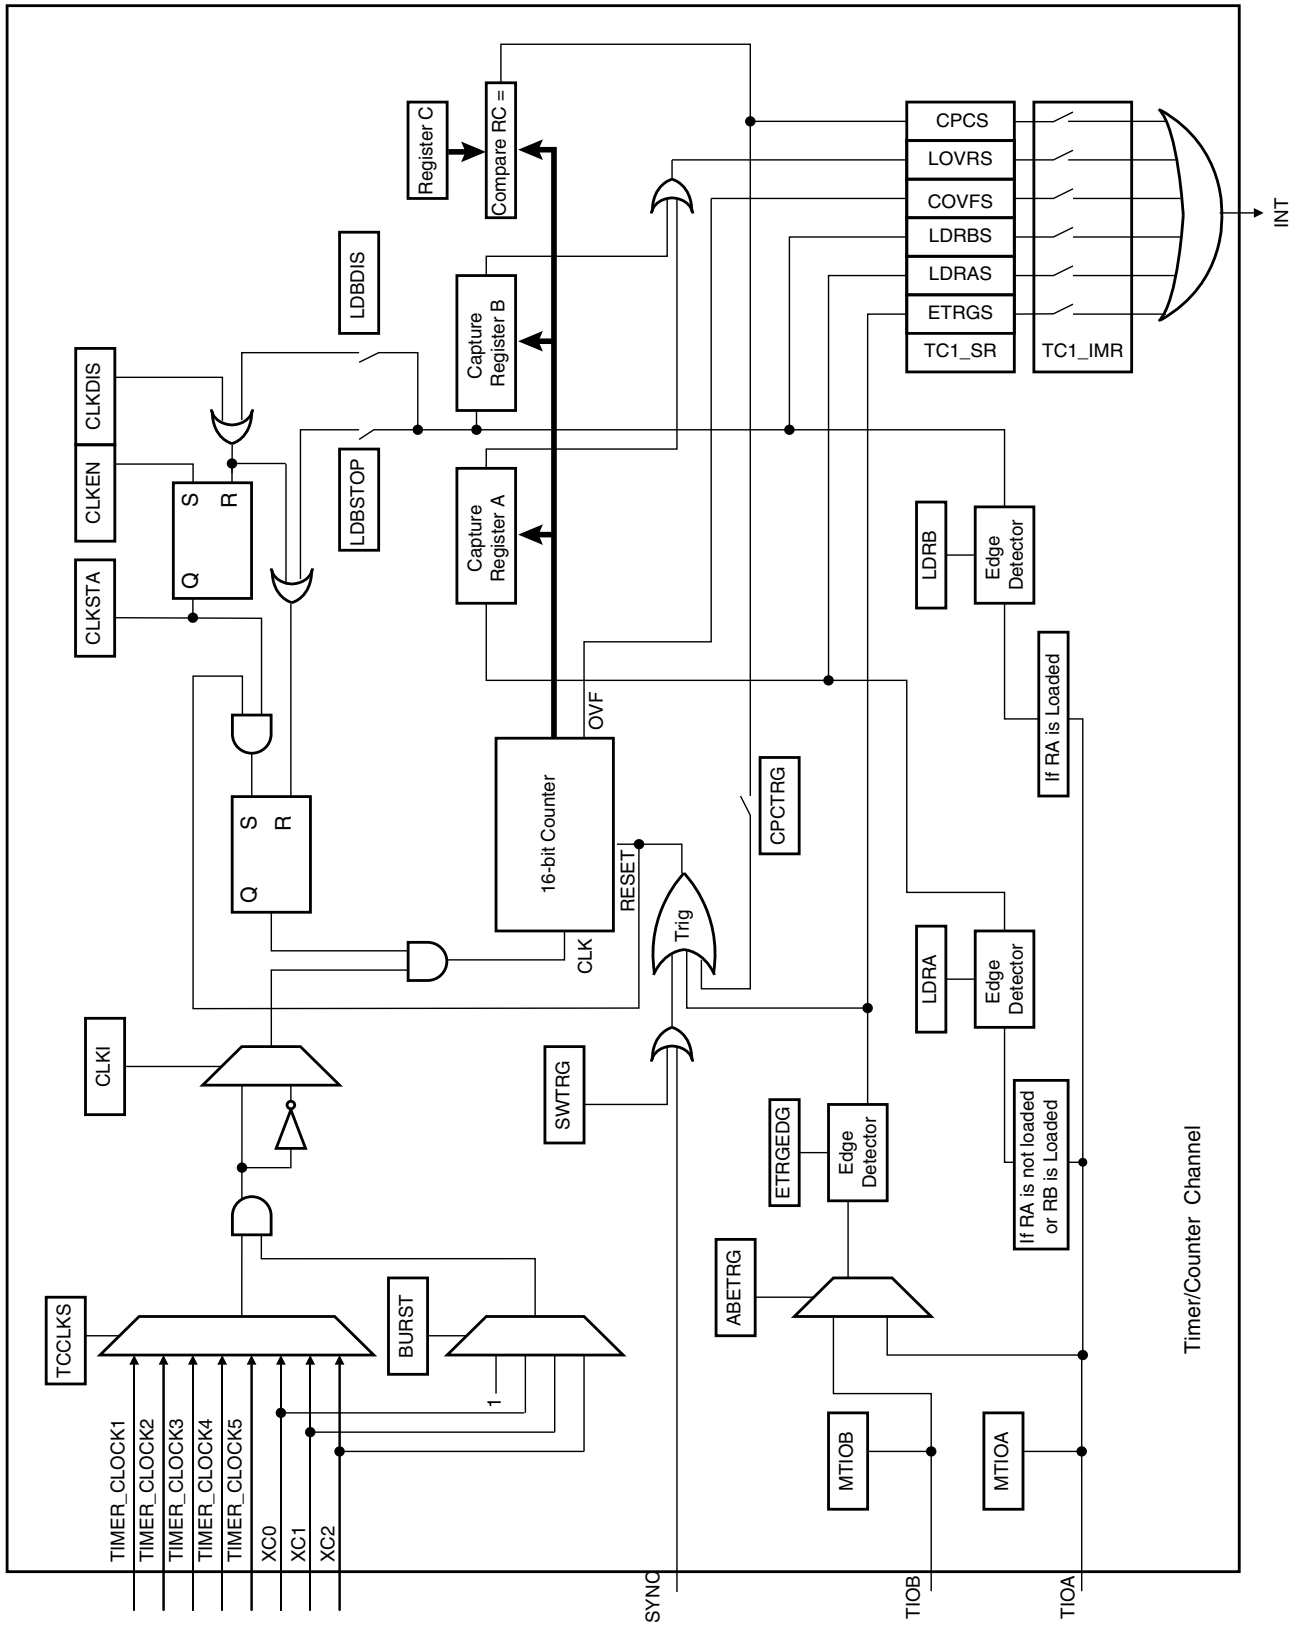 TCCLKS
TIMER_CLOCK1
TIMER_CLOCK2
TIMER_CLOCK3
TIMER_CLOCK4
TIMER_CLOCK5
XC0
XC1
XC2
BURST
1
CLKI
CLKSTA
CLKEN
CLKDIS
Q
S
R
Q
S
R
LDBSTOP
LDBDIS
Register C
Capture
Register A
Capture
Register B
Compare RC =
16-bit Counter
CLK
OVF
RESET
SWTRG
Trig
SYNC
CPCTRG
ABETRG
ETRGEDG
Edge
Detector
MTIOB
TIOB
MTIOA
TIOA
LDRA
Edge
Detector
If RA is not loaded
or RB is Loaded
LDRB
Edge
Detector
If RA is Loaded
CPCS
LOVRS
COVFS
LDRBS
LDRAS
ETRGS
TC1_SR
TC1_IMR
INT
Timer/Counter Channel